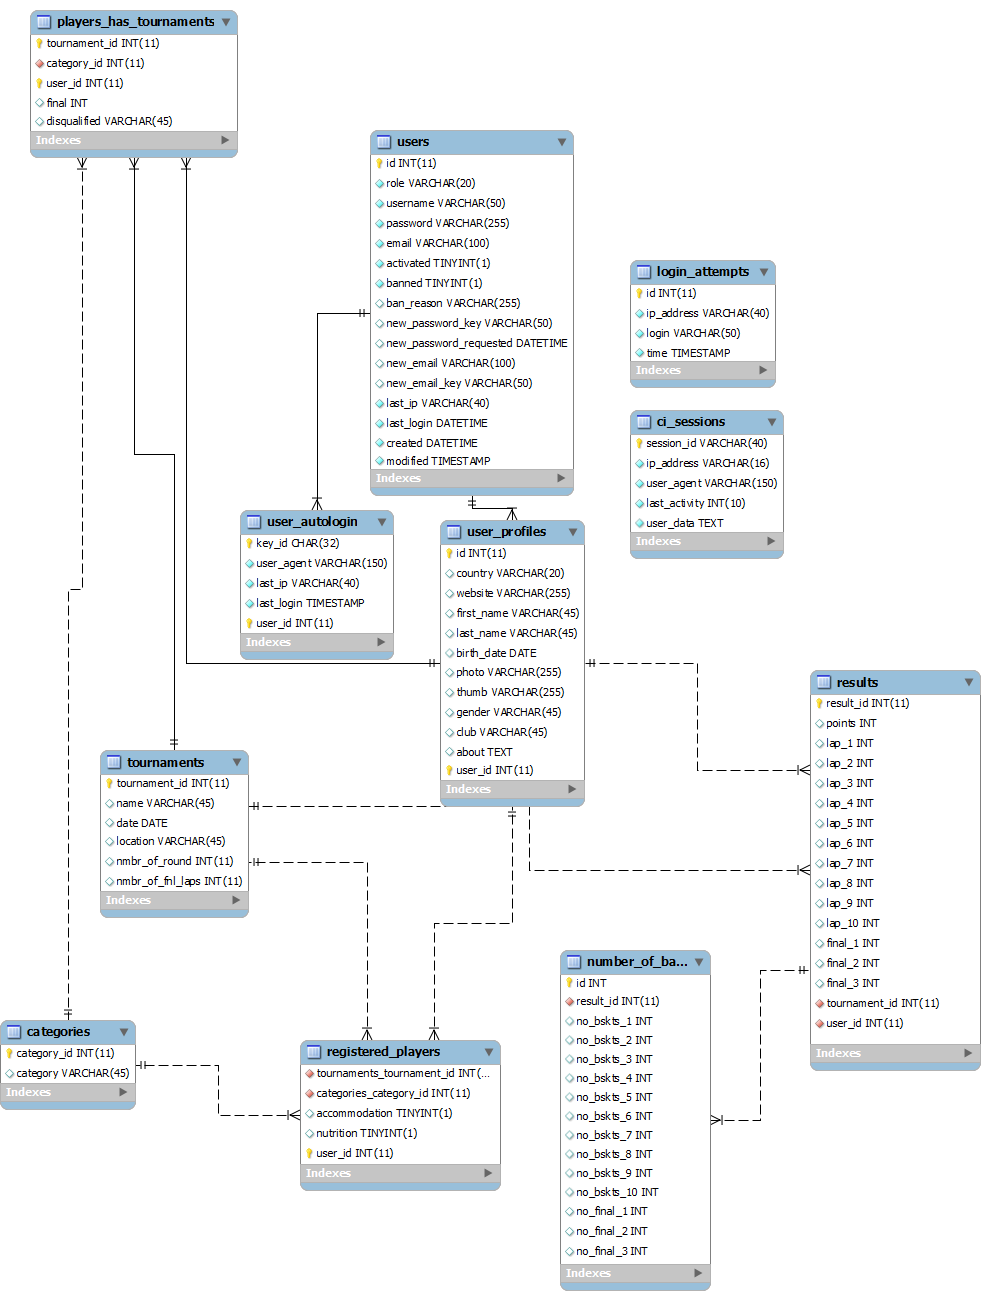 players_has_tournaments
tournament_id INT(11)
category_id INT(11)
user_id INT(11)
final INT
disqualified VARCHAR(45)
Indexes
users
id INT(11)
role VARCHAR(20)
username VARCHAR(50)
password VARCHAR(255)
email VARCHAR(100)
activated TINYINT(1)
banned TINYINT(1)
ban_reason VARCHAR(255)
new_password_key VARCHAR(50)
new_password_requested DATETIME
new_email VARCHAR(100)
new_email_key VARCHAR(50)
last_ip VARCHAR(40)
last_login DATETIME
created DATETIME
modified TIMESTAMP
Indexes
login_attempts
id INT(11)
ip_address VARCHAR(40)
login VARCHAR(50)
time TIMESTAMP
Indexes
ci_sessions
session_id VARCHAR(40)
ip_address VARCHAR(16)
user_agent VARCHAR(150)
last_activity INT(10)
user_data TEXT
Indexes
user_autologin
key_id CHAR(32)
user_agent VARCHAR(150)
last_ip VARCHAR(40)
last_login TIMESTAMP
user_id INT(11)
Indexes
user_profiles
id INT(11)
country VARCHAR(20)
website VARCHAR(255)
first_name VARCHAR(45)
last_name VARCHAR(45)
birth_date DATE
photo VARCHAR(255)
thumb VARCHAR(255)
gender VARCHAR(45)
club VARCHAR(45)
about TEXT
user_id INT(11)
Indexes
results
result_id INT(11)
points INT
lap_1 INT
lap_2 INT
lap_3 INT
lap_4 INT
lap_5 INT
lap_6 INT
lap_7 INT
lap_8 INT
lap_9 INT
lap_10 INT
final_1 INT
final_2 INT
final_3 INT
tournament_id INT(11)
user_id INT(11)
Indexes
tournaments
tournament_id INT(11)
name VARCHAR(45)
date DATE
location VARCHAR(45)
nmbr_of_round INT(11)
nmbr_of_fnl_laps INT(11)
Indexes
number_of_ba...
id INT
result_id INT(11)
no_bskts_1 INT
no_bskts_2 INT
no_bskts_3 INT
no_bskts_4 INT
no_bskts_5 INT
no_bskts_6 INT
no_bskts_7 INT
no_bskts_8 INT
no_bskts_9 INT
no_bskts_10 INT
no_final_1 INT
no_final_2 INT
no_final_3 INT
Indexes
categories
category_id INT(11)
category VARCHAR(45)
Indexes
registered_players
tournaments_tournament_id INT(...
categories_category_id INT(11)
accommodation TINYINT(1)
nutrition TINYINT(1)
user_id INT(11)
Indexes